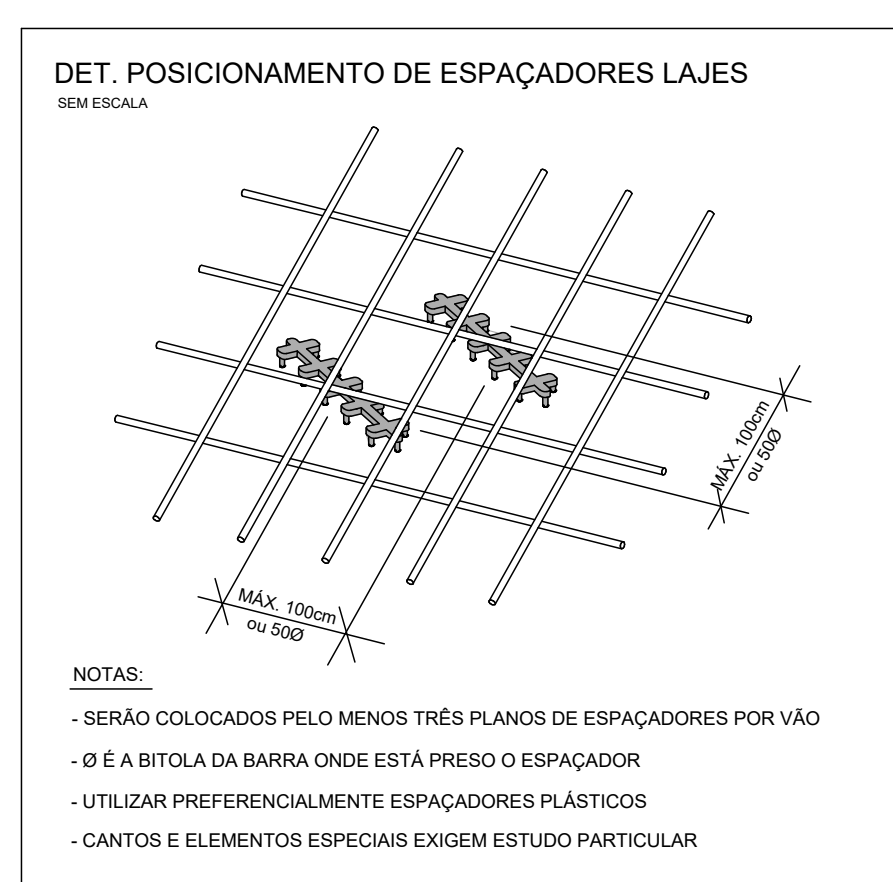 DET. POSICIONAMENTO DE ESPAÇADORES LAJES
SEM ESCALA
MÁX. 100cm
ou 50Ø
MÁX. 100cm
ou 50Ø
NOTAS:
- SERÃO COLOCADOS PELO MENOS TRÊS PLANOS DE ESPAÇADORES POR VÃO
- Ø É A BITOLA DA BARRA ONDE ESTÁ PRESO O ESPAÇADOR
- UTILIZAR PREFERENCIALMENTE ESPAÇADORES PLÁSTICOS
- CANTOS E ELEMENTOS ESPECIAIS EXIGEM ESTUDO PARTICULAR